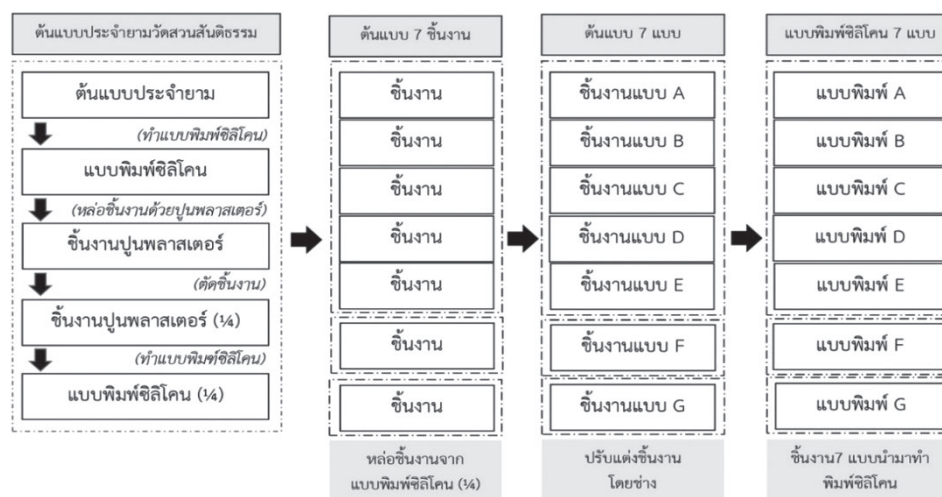 ต้นแบบประจำยามวัดสวนสันติธรรม
ต้นแบบประจำยาม
(ทำแบบพิมพ์ซิลิโคน)
แบบพิมพ์ซิลิโคน
(หล่อชิ้นงานด้วยปูนพลาสเตอร์)
ชิ้นงานปูนพลาสเตอร์
(ตัดชิ้นงาน)
ชิ้นงานปูนพลาสเตอร์ (¼)
(ทำแบบพิมพ์ซิลิโคน)
แบบพิมพ์ซิลิโคน (¼)
ต้นแบบ 7 ชิ้นงาน
ชิ้นงาน
ชิ้นงาน
ชิ้นงาน
ชิ้นงาน
ชิ้นงาน
ชิ้นงาน
ชิ้นงาน
หล่อชิ้นงานจาก
แบบพิมพ์ซิลิโคน (¼)
ต้นแบบ 7 แบบ
ชิ้นงานแบบ A
ชิ้นงานแบบ B
ชิ้นงานแบบ C
ชิ้นงานแบบ D
ชิ้นงานแบบ E
ชิ้นงานแบบ F
ชิ้นงานแบบ G
ปรับแต่งชิ้นงาน
โดยช่าง
แบบพิมพ์ซิลิโคน 7 แบบ
แบบพิมพ์ A
แบบพิมพ์ B
แบบพิมพ์ C
แบบพิมพ์ D
แบบพิมพ์ E
แบบพิมพ์ F
แบบพิมพ์ G
ชิ้นงาน7 แบบนำมาทำ
พิมพ์ซิลิโคน